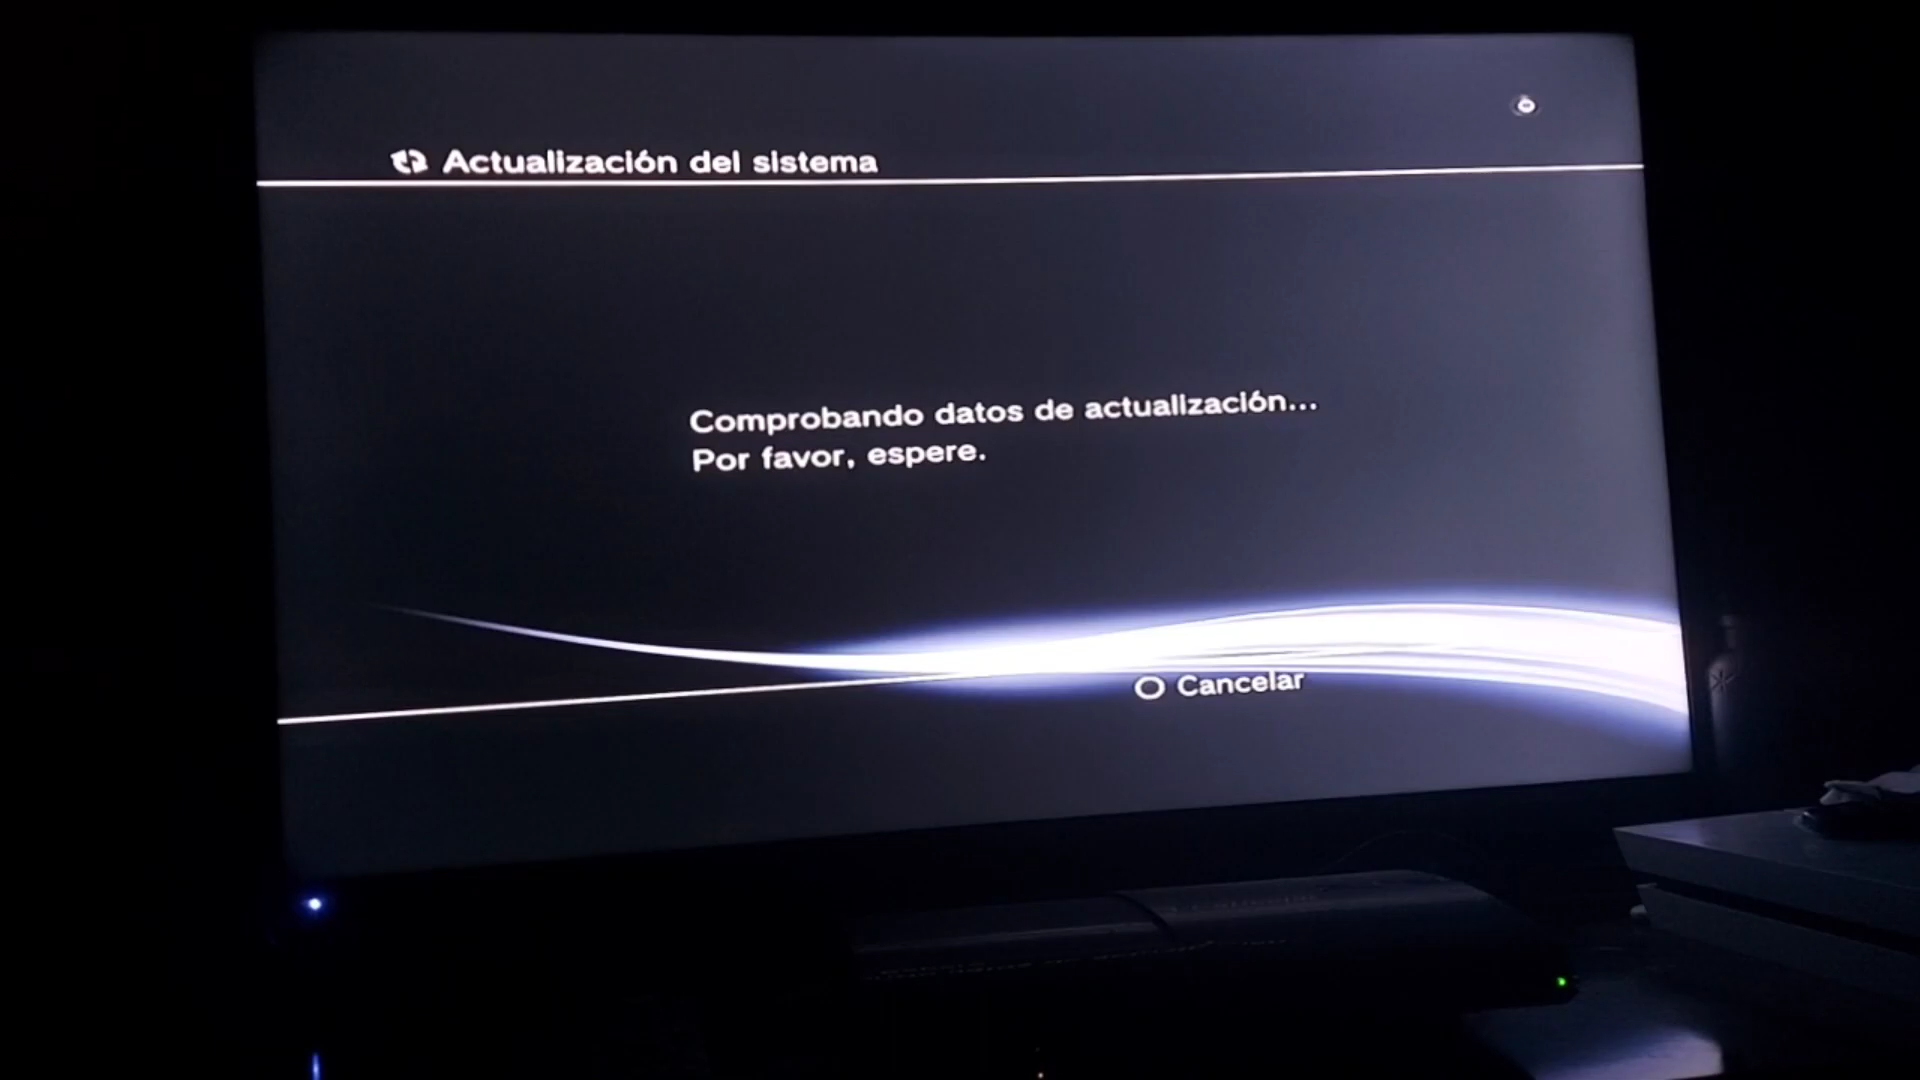 Actualización del sistema
Comprobando datos de actualización...
Por favor, espere.
Cancelar